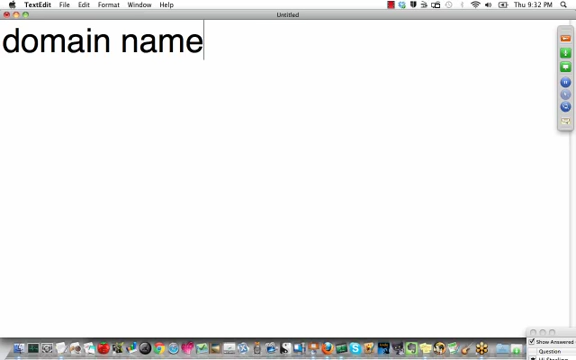 TextEdit File Edit Format Window Help
Thu 9:32 PM
Untitled
domain name
Show Answered
Question